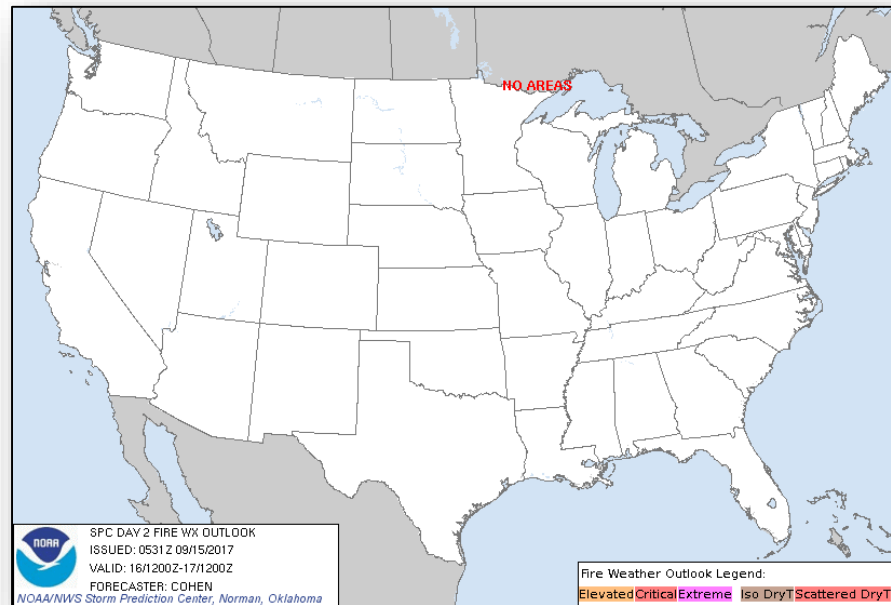 NO AREAS
NOAA
SPC DAY 2 FIRE WX OUTLOOK
ISSUED: 0531Z 09/15/2017
VALID: 16/1200Z-17/1200Z
FORECASTER: COHEN
NOAA/NWS Storm Prediction Center, Norman, Oklahoma
Fire Weather Outlook Legend:
Elevated Critical Extreme Iso DryT Scattered DryT